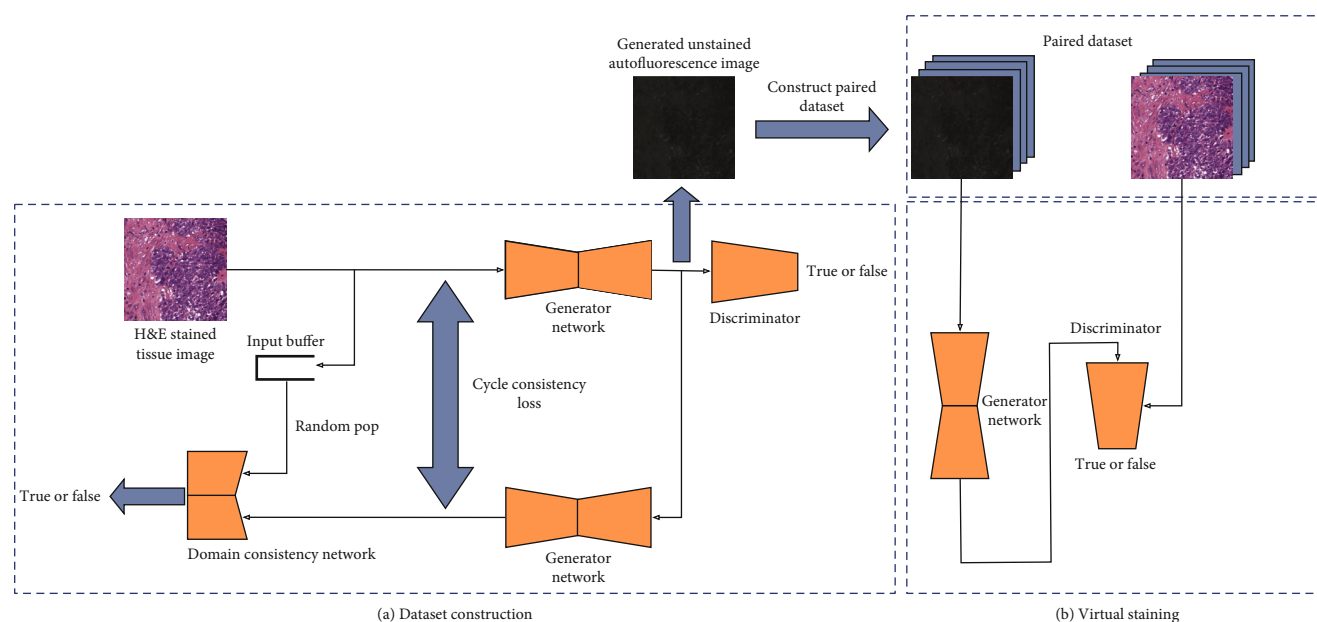 Generated unstained
autofluorescence image
Construct paired
dataset
Paired dataset
H&E stained
tissue image
Input buffer
Random pop
Generator
network
Discriminator
True or false
Cycle consistency
loss
True or false
Domain consistency network
Generator
network
(a) Dataset construction
Generator
network
Discriminator
True or false
(b) Virtual staining